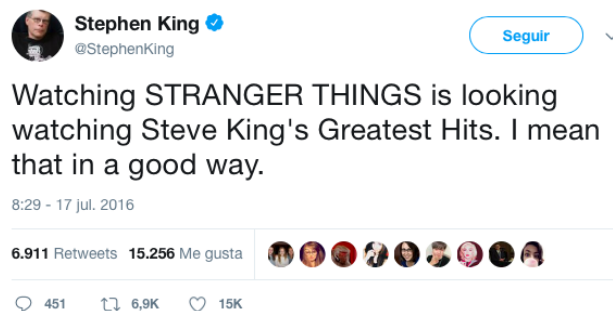 Stephen King
@StephenKing
Seguir
Watching STRANGER THINGS is looking
watching Steve King's Greatest Hits. I mean
that in a good way.
8:29 - 17 jul. 2016
6.911 Retweets 15.256 Me gusta
451 6,9K 15K